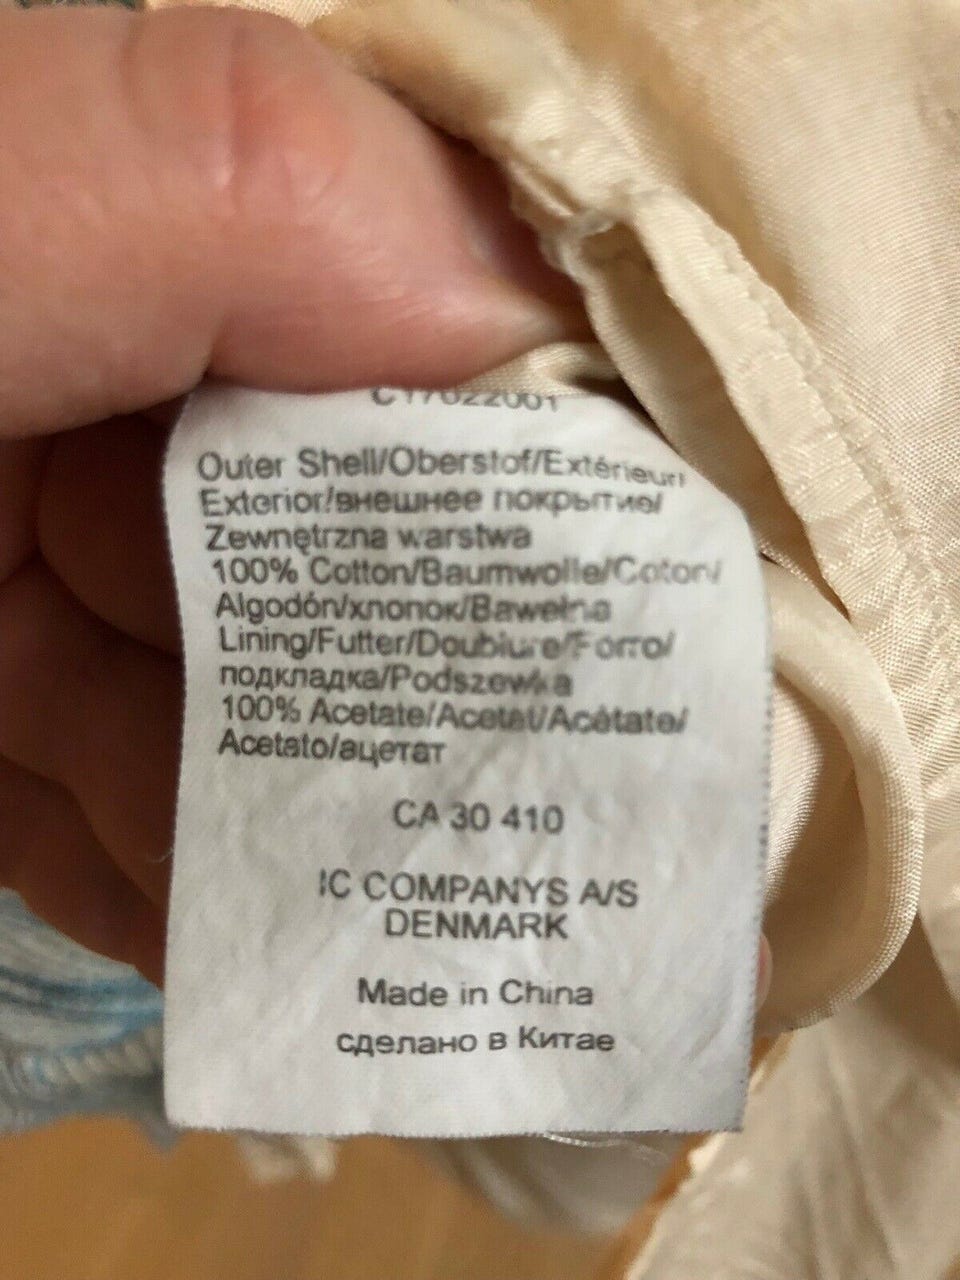 Outer Shell/Oberstof/Extérieur/
Exterior/внешнее покрытие/
Zewnętrzna warstwa
100% Cotton/Baumwolle/Coton/
Algodón/хлопок/Bawełna
Lining/Futter/Doublure/Forro/
подкладка/Podszewka
100% Acetate/Acetat/Acétate/
Acetato/ацетат
CA 30 410
IC COMPANYS A/S
DENMARK
Made in China
сделано в Китае